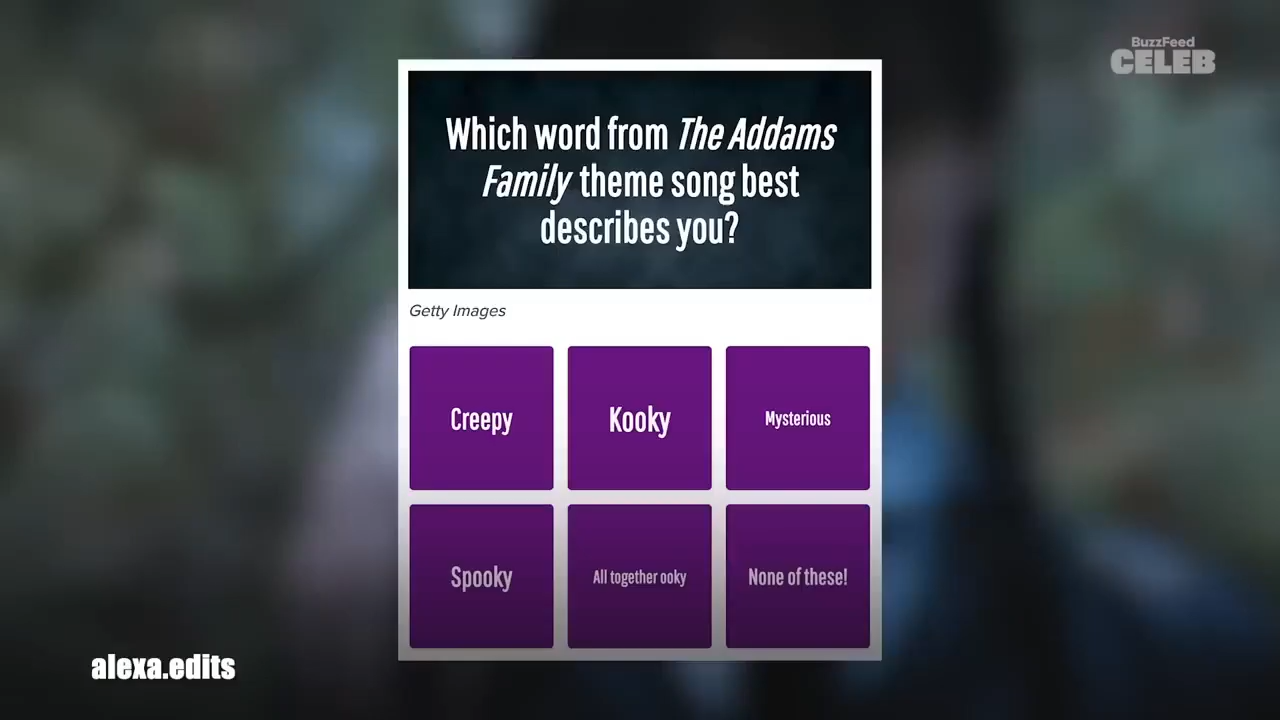 BuzzFeed
CELEB
Which word from The Addams
Family theme song best
describes you?
Getty Images
Creepy
Kooky
Mysterious
Spooky
All together ooky
None of these!
alexa.edits